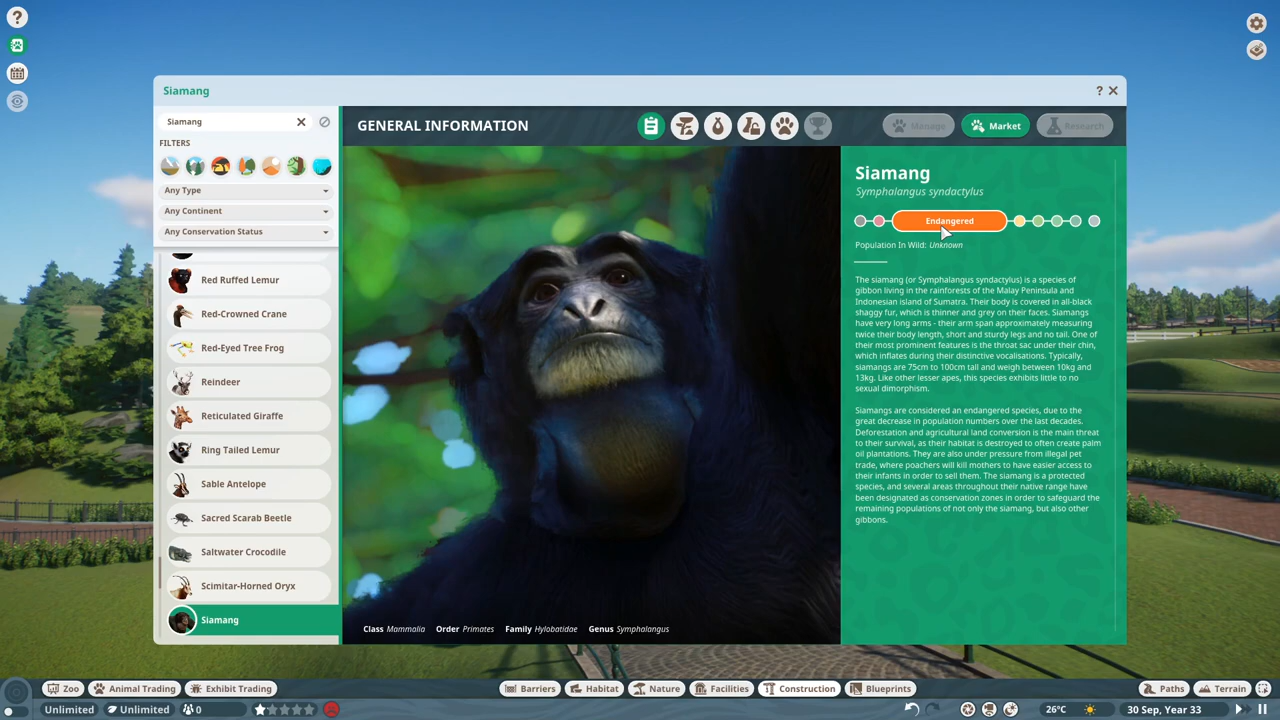 Siamang
?
Siamang
FILTERS
Any Type
Any Continent
Any Conservation Status
Red Ruffed Lemur
Red-Crowned Crane
Red-Eyed Tree Frog
Reindeer
Reticulated Giraffe
Ring Tailed Lemur
Sable Antelope
Sacred Scarab Beetle
Saltwater Crocodile
Scimitar-Horned Oryx
Siamang
GENERAL INFORMATION
Manage
Market
Research
Class Mammalia Order Primates Family Hylobatidae Genus Symphalangus
Siamang
Symphalangus syndactylus
Endangered
Population In Wild: Unknown
The siamang (or Symphalangus syndactylus) is a species of
gibbon living in the rainforests of the Malay Peninsula and
Indonesian island of Sumatra. Their body is covered in all-black
shaggy fur, which is thinner and grey on their faces. Siamangs
have very long arms - their arm span approximately measuring
twice their body length, short and sturdy legs and no tail. One of
their most prominent features is the throat sac under their chin,
which inflates during their distinctive vocalisations. Typically,
siamangs are 75cm to 100cm tall and weigh between 10kg and
13kg. Like other lesser apes, this species exhibits little to no
sexual dimorphism.
Siamangs are considered an endangered species, due to the
great decrease in population numbers over the last decades.
Deforestation and agricultural land conversion is the main threat
to their survival, as their habitat is destroyed to often create palm
oil plantations. They are also under pressure from illegal pet
trade, where poachers will kill mothers to have easier access to
their infants in order to sell them. The siamang is a protected
species, and several areas throughout their native range have
been designated as conservation zones in order to safeguard the
remaining populations of not only the siamang, but also other
gibbons.
?
Zoo
Animal Trading
Exhibit Trading
Barriers
Habitat
Nature
Facilities
Construction
Blueprints
Paths
Terrain
Unlimited
Unlimited
0
26°C
30 Sep, Year 33